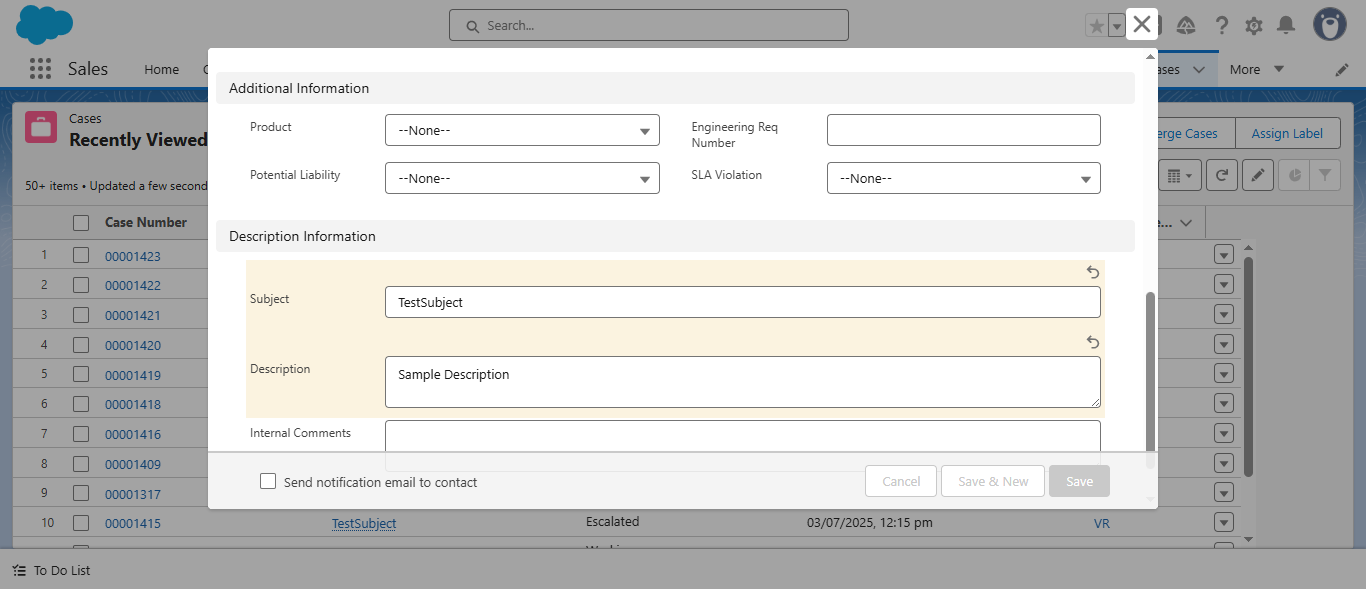 Search...
Sales
Home
ases
More
Additional Information
Cases
Recently Viewed
Product
--None--
Engineering Req
Number
erge Cases
Assign Label
Potential Liability
--None--
SLA Violation
--None--
50+ items • Updated a few second
Case Number
Description Information
e...
1 00001423
2 00001422
3 00001421
4 00001420
5 00001419
6 00001418
7 00001416
8 00001409
9 00001317
Subject
TestSubject
Description
Sample Description
Internal Comments
Send notification email to contact
Cancel
Save & New
Save
10 00001415 TestSubject Escalated 03/07/2025, 12:15 pm VR
To Do List